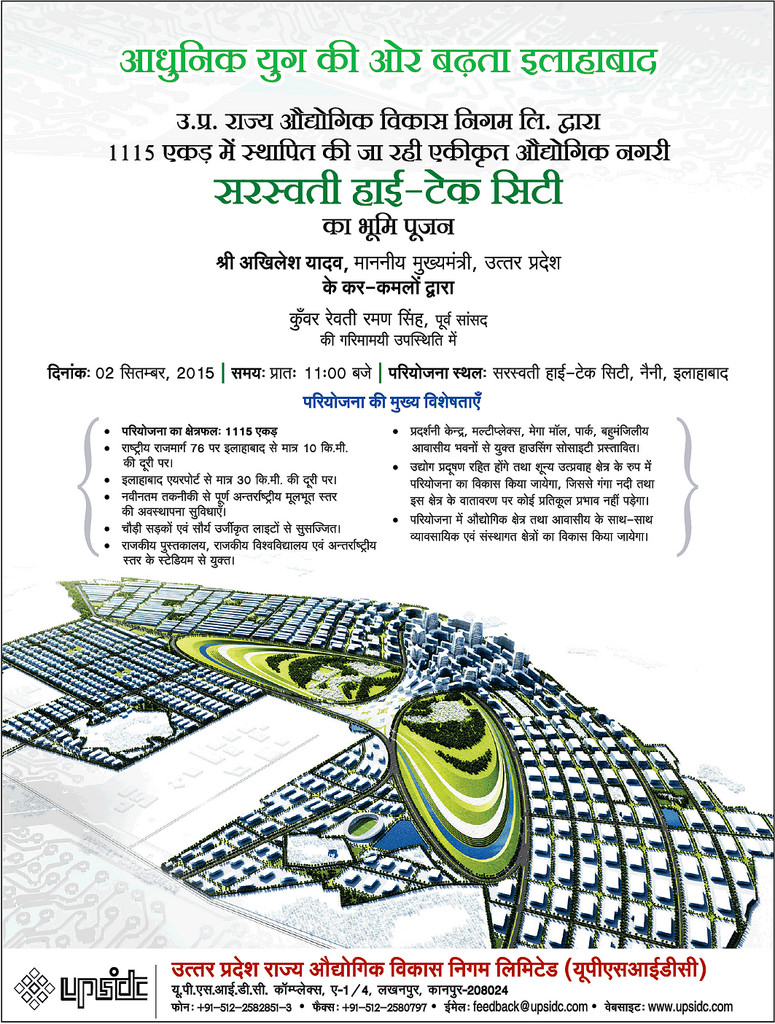 आधुनिक युग की ओर बढ़ता इलाहाबाद
उ.प्र. राज्य औद्योगिक विकास निगम लि. द्वारा
1115 एकड़ में स्थापित की जा रही एकीकृत औद्योगिक नगरी
सरस्वती हाई-टेक सिटी
का भूमि पूजन
श्री अखिलेश यादव, माननीय मुख्यमंत्री, उत्तर प्रदेश
के कर-कमलों द्वारा
कुँवर रेवती रमण सिंह, पूर्व सांसद
की गरिमामयी उपस्थिति में
दिनांकः 02 सितम्बर, 2015 | समयः प्रातः 11:00 बजे | परियोजना स्थलः सरस्वती हाई-टेक सिटी, नैनी, इलाहाबाद
परियोजना की मुख्य विशेषताएँ
• परियोजना का क्षेत्रफलः 1115 एकड़
• राष्ट्रीय राजमार्ग 76 पर इलाहाबाद से मात्र 10 कि.मी.
की दूरी पर।
• इलाहाबाद एयरपोर्ट से मात्र 30 कि.मी. की दूरी पर।
• नवीनतम तकनीकी से पूर्ण अन्तर्राष्ट्रीय मूलभूत स्तर
की अवस्थापना सुविधाएँ।
• चौड़ी सड़कों एवं सौर्य उर्जीकृत लाइटों से सुसज्जित।
• राजकीय पुस्तकालय, राजकीय विश्वविद्यालय एवं अन्तर्राष्ट्रीय
स्तर के स्टेडियम से युक्त।
• प्रदर्शनी केन्द्र, मल्टीप्लेक्स, मेगा मॉल, पार्क, बहुमंजिलीय
आवासीय भवनों से युक्त हाउसिंग सोसाइटी प्रस्तावित।
• उद्योग प्रदूषण रहित होंगे तथा शून्य उत्प्रवाह क्षेत्र के रुप में
परियोजना का विकास किया जायेगा, जिससे गंगा नदी तथा
इस क्षेत्र के वातावरण पर कोई प्रतिकूल प्रभाव नहीं पड़ेगा।
• परियोजना में औद्योगिक क्षेत्र तथा आवासीय के साथ-साथ
व्यावसायिक एवं संस्थागत क्षेत्रों का विकास किया जायेगा।
upsidc
उत्तर प्रदेश राज्य औद्योगिक विकास निगम लिमिटेड (यूपीएसआईडीसी)
यू.पी.एस.आई.डी.सी. कॉम्प्लेक्स, ए-1/4, लखनपुर, कानपुर-208024
फोनः +91-512-2582851-3 • फैक्सः +91-512-2580797 • ईमेलः feedback@upsidc.com • वेबसाइटः www.upsidc.com